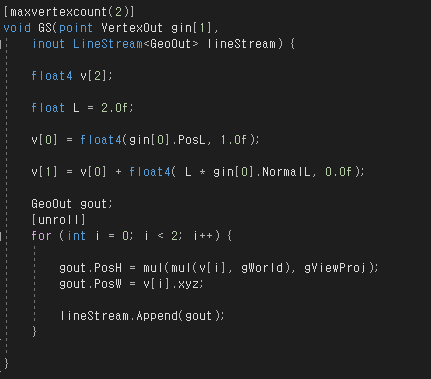 [maxvertexcount(2)]
void GS(point VertexOut gin[1],
inout LineStream<GeoOut> lineStream) {
float4 v[2];
float L = 2.0f;
v[0] = float4(gin[0].PosL, 1.0f);
v[1] = v[0] + float4( L * gin[0].NormalL, 0.0f);
GeoOut gout;
[unroll]
for (int i = 0; i < 2; i++) {
gout.PosH = mul(mul(v[i], gWorld), gViewProj);
gout.PosW = v[i].xyz;
lineStream.Append(gout);
}
}